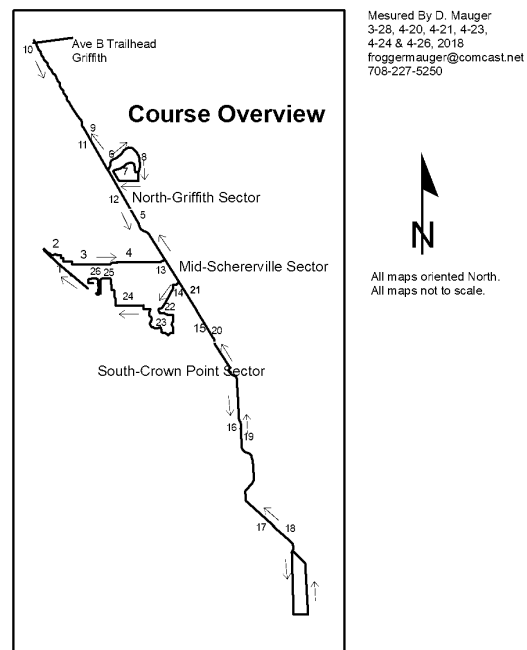 Mesured By D. Mauger
3-28, 4-20, 4-21, 4-23,
4-24 & 4-26, 2018
froggermauger@comcast.net
708-227-5250
10
Ave B Trailhead
Griffith
Course Overview
9
11
6
8
7
12
North-Griffith Sector
5
N
2
3
4
13
Mid-Schererville Sector
1
26
25
14
21
All maps oriented North.
All maps not to scale.
24
22
23
15
20
South-Crown Point Sector
16
19
17
18